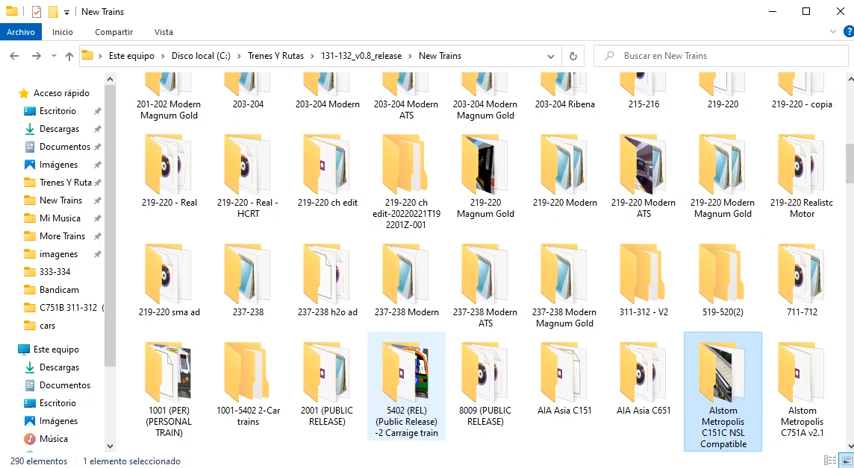 New Trains
Archivo Inicio Compartir Vista
Este equipo > Disco local (C:) > Trenes Y Rutas > 131-132_v0.8_release > New Trains
Buscar en New Trains
Acceso rápido
Escritorio
Descargas
Documentos
Imágenes
Trenes Y Ruta
New Trains
Mi Musica
More Trains
imagenes
333-334
Bandicam
C751B 311-312 (
cars
Este equipo
Descargas
Documentos
Escritorio
Imágenes
Música
201-202 Modern
Magnum Gold
203-204
203-204 Modern
203-204 Modern
ATS
203-204 Modern
Magnum Gold
203-204 Ribena
215-216
219-220
219-220 - copia
219-220 - Real
219-220 - Real -
HCRT
219-220 ch edit
219-220 ch
edit-20220221T19
2201Z-001
219-220
Magnum Gold
219-220 Modern
219-220 Modern
ATS
219-220 Modern
Magnum Gold
219-220 Realistc
Motor
219-220 sma ad
237-238
237-238 h2o ad
237-238 Modern
237-238 Modern
ATS
237-238 Modern
Magnum Gold
311-312 - V2
519-520(2)
711-712
1001 (PER)
(PERSONAL
TRAIN)
1001-5402 2-Car
trains
2001 (PUBLIC
RELEASE)
5402 (REL)
(Public Release)
-2 Carraige train
8009 (PUBLIC
RELEASE)
AIA Asia C151
AIA Asia C651
Alstom
Metropolis
C151C NSL
Compatible
Alstom
Metropolis
C751A v2.1
290 elementos 1 elemento seleccionado